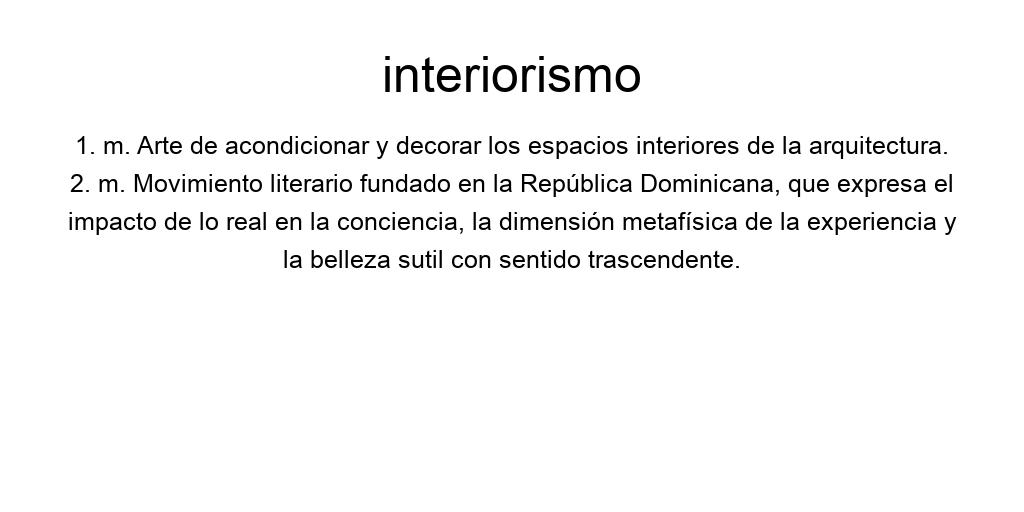 interiorismo
1. m. Arte de acondicionar y decorar los espacios interiores de la arquitectura.
2. m. Movimiento literario fundado en la República Dominicana, que expresa el
impacto de lo real en la conciencia, la dimensión metafísica de la experiencia y
la belleza sutil con sentido trascendente.